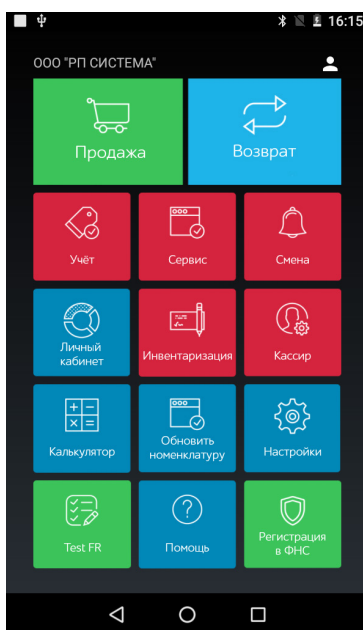 16:15
ООО "РП СИСТЕМА"
Продажа
Возврат
Учёт
Сервис
Смена
Личный
кабинет
Инвентаризация
Кассир
Калькулятор
Обновить
номенклатуру
Настройки
Test FR
Помощь
Регистрация
в ФНС